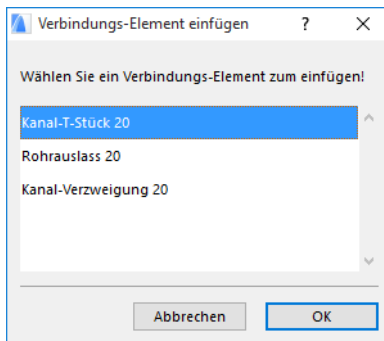 Verbindungs-Element einfügen ?
Wählen Sie ein Verbindungs-Element zum einfügen!
Kanal-T-Stück 20
Rohrauslass 20
Kanal-Verzweigung 20
Abbrechen OK